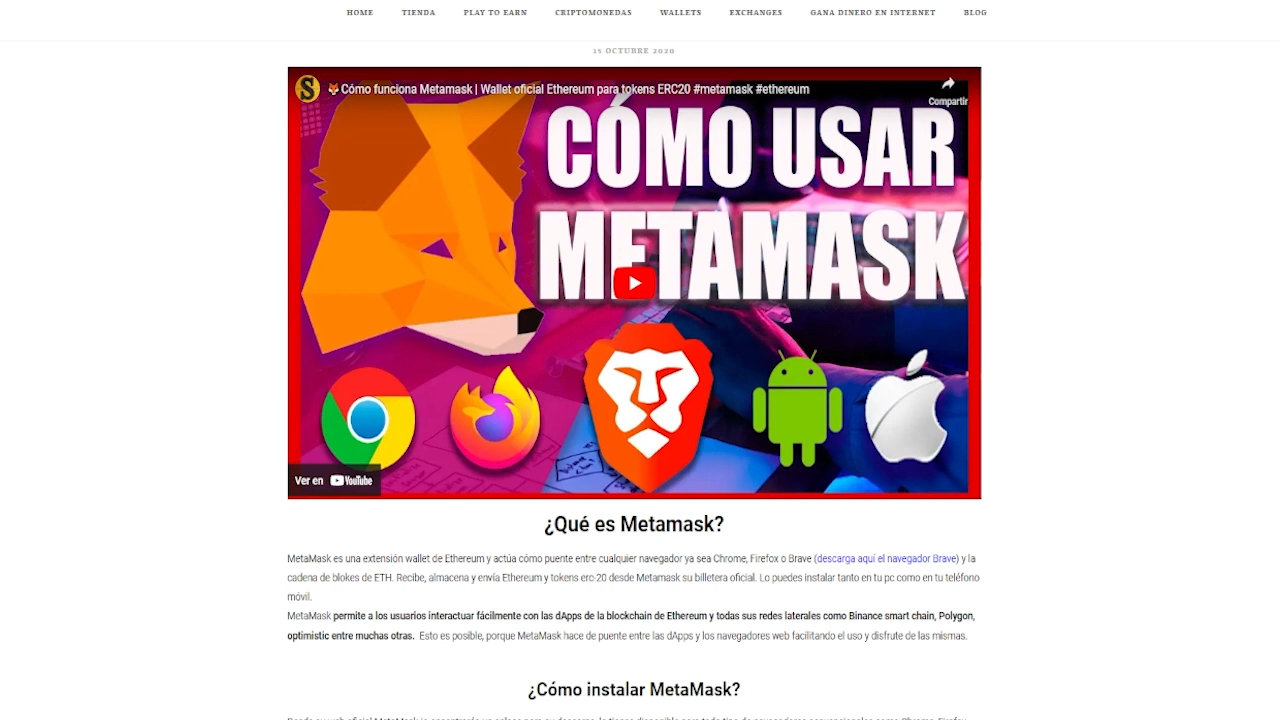 HOME TIENDA PLAY TO EARN CRIPTOMONEDAS WALLETS EXCHANGES GANA DINERO EN INTERNET BLOG
15 OCTUBRE 2020
Cómo funciona Metamask | Wallet oficial Ethereum para tokens ERC20 #metamask #ethereum
Compartir
CÓMO USAR
METAMASK
Ver en YouTube
¿Qué es Metamask?
MetaMask es una extensión wallet de Ethereum y actúa cómo puente entre cualquier navegador ya sea Chrome, Firefox o Brave (descarga aquí el navegador Brave) y la
cadena de blokes de ETH. Recibe, almacena y envía Ethereum y tokens erc-20 desde Metamask su billetera oficial. Lo puedes instalar tanto en tu pc como en tu teléfono
móvil.
MetaMask permite a los usuarios interactuar fácilmente con las dApps de la blockchain de Ethereum y todas sus redes laterales como Binance smart chain, Polygon,
optimistic entre muchas otras. Esto es posible, porque MetaMask hace de puente entre las dApps y los navegadores web facilitando el uso y disfrute de las mismas.
¿Cómo instalar MetaMask?